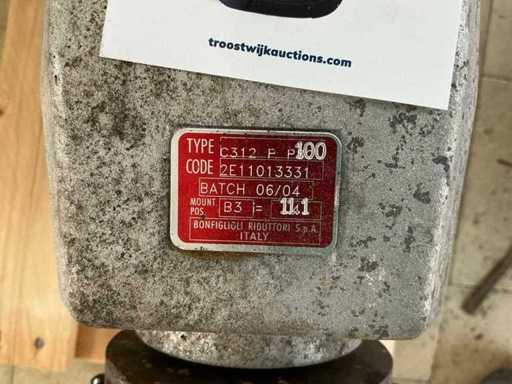 troostwijkauctions.com
TYPE C312 P P100
CODE 2E11013331
BATCH 06/04
MOUNT. POS. B3 i= 11.1
BONFIGLIOLI RIDUTTORI S.p.A.
ITALY